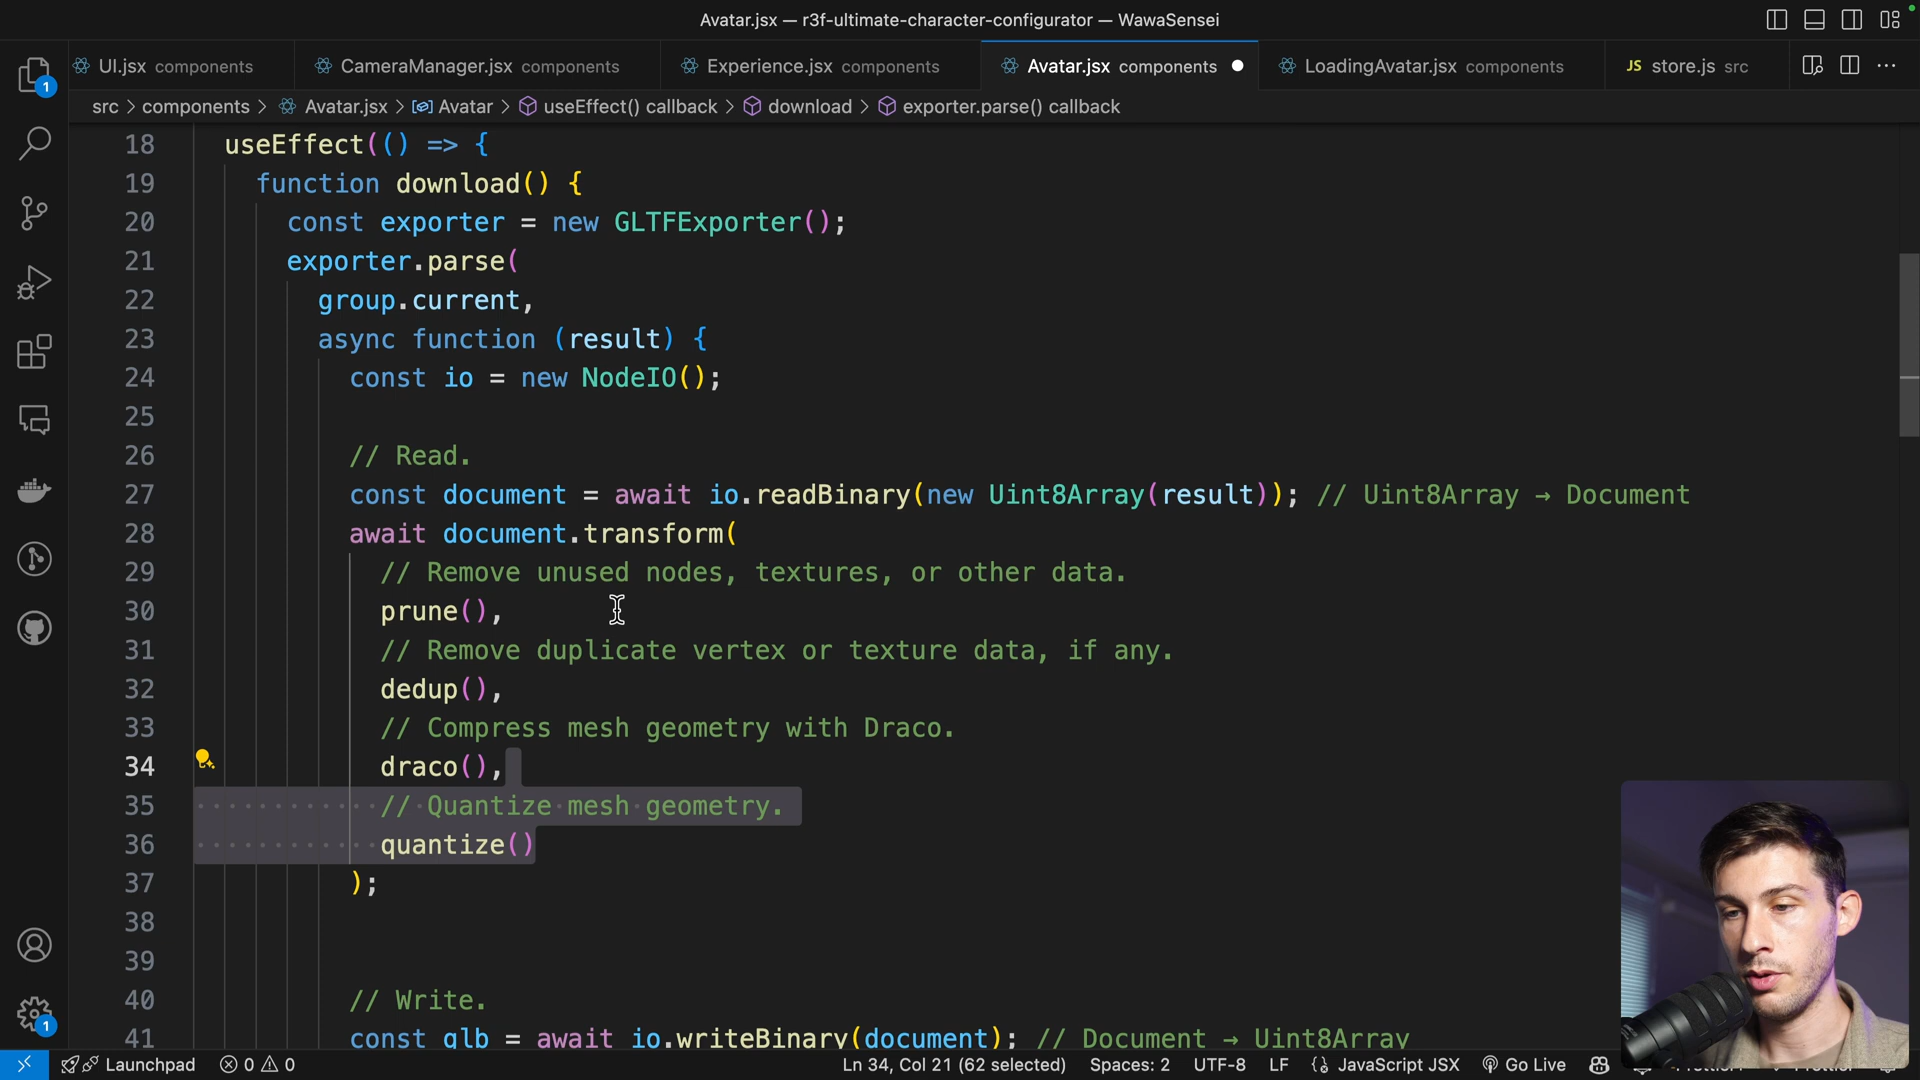 Avatar.jsx — r3f-ultimate-character-configurator — WawaSensei
UI.jsx components
CameraManager.jsx components
Experience.jsx components
Avatar.jsx components
LoadingAvatar.jsx components
JS store.js src
src > components > Avatar.jsx > Avatar > useEffect() callback > download > exporter.parse() callback
18 useEffect(() => {
19 function download() {
20 const exporter = new GLTFExporter();
21 exporter.parse(
22 group.current,
23 async function (result) {
24 const io = new NodeIO();
25
26 // Read.
27 const document = await io.readBinary(new Uint8Array(result)); // Uint8Array → Document
28 await document.transform(
29 // Remove unused nodes, textures, or other data.
30 prune(),
31 // Remove duplicate vertex or texture data, if any.
32 dedup(),
33 // Compress mesh geometry with Draco.
34 draco(),
35 // Quantize mesh geometry.
36 quantize()
37 );
38
39
40 // Write.
41 const glb = await io.writeBinary(document); // Document → Uint8Array
1
1
Launchpad
0 0
Ln 34, Col 21 (62 selected)
Spaces: 2
UTF-8
LF
{} JavaScript JSX
Go Live